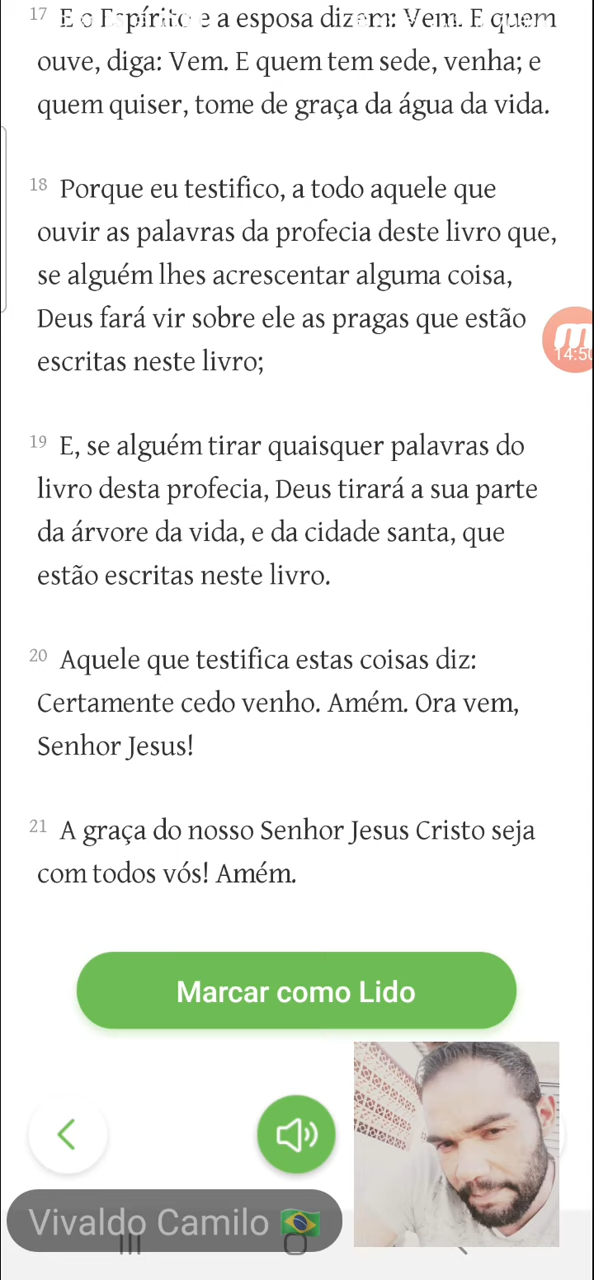 17 E o Espírito e a esposa dizem: Vem. E quem
ouve, diga: Vem. E quem tem sede, venha; e
quem quiser, tome de graça da água da vida.
18 Porque eu testifico, a todo aquele que
ouvir as palavras da profecia deste livro que,
se alguém lhes acrescentar alguma coisa,
Deus fará vir sobre ele as pragas que estão
escritas neste livro;
14:50
19 E, se alguém tirar quaisquer palavras do
livro desta profecia, Deus tirará a sua parte
da árvore da vida, e da cidade santa, que
estão escritas neste livro.
20 Aquele que testifica estas coisas diz:
Certamente cedo venho. Amém. Ora vem,
Senhor Jesus!
21 A graça do nosso Senhor Jesus Cristo seja
com todos vós! Amém.
Marcar como Lido
Vivaldo Camilo 🇧🇷